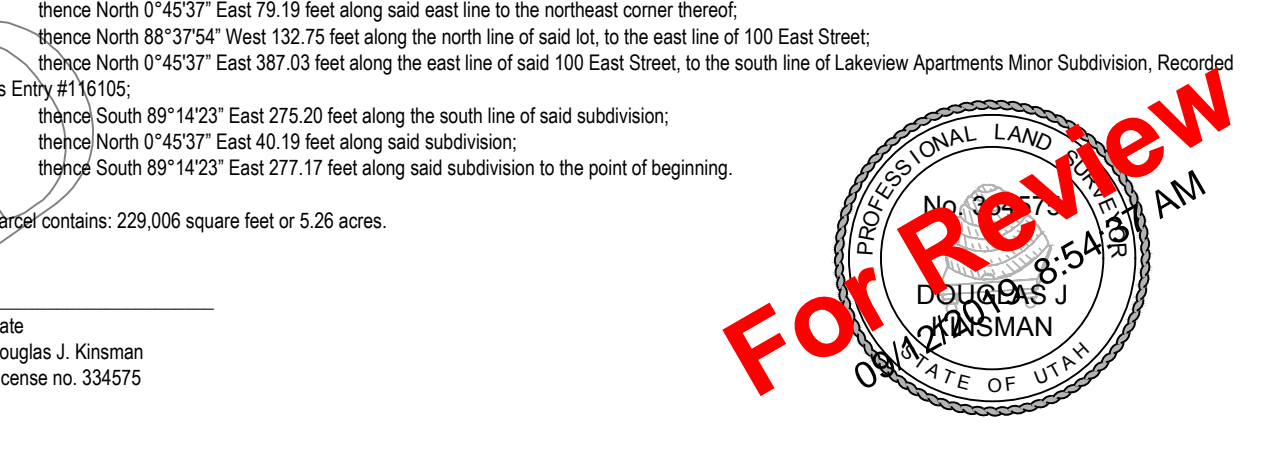 thence North 0°45'37” East 79.19 feet along said east line to the northeast corner thereof;
thence North 88°37'54” West 132.75 feet along the north line of said lot, to the east line of 100 East Street;
thence North 0°45'37” East 387.03 feet along the east line of said 100 East Street, to the south line of Lakeview Apartments Minor Subdivision, Recorded
s Entry #116105;
thence South 89°14'23” East 275.20 feet along the south line of said subdivision;
thence North 0°45'37” East 40.19 feet along said subdivision;
thence South 89°14'23” East 277.17 feet along said subdivision to the point of beginning.
arcel contains: 229,006 square feet or 5.26 acres.
ate
ouglas J. Kinsman
cense no. 334575
PROFESSIONAL LAND SURVEYOR
No. 334575
DOUGLAS J
KINSMAN
STATE OF UTAH
For Review
09/12/2019 8:54:37 AM